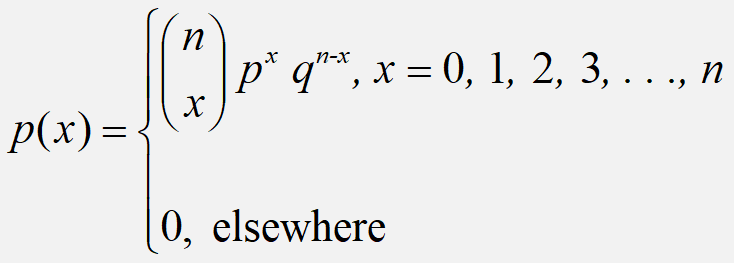 p(x) = { (n x) p^x q^{n-x}, x = 0, 1, 2, 3, . . ., n
0, elsewhere